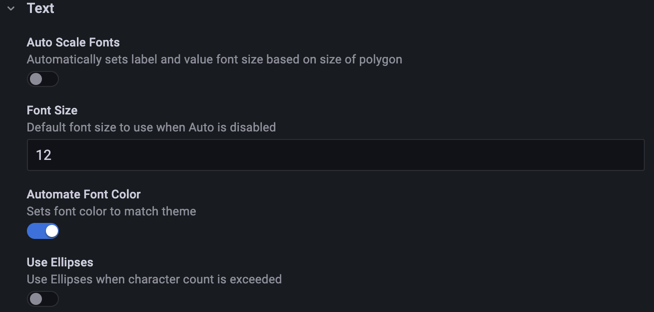 Text
Auto Scale Fonts
Automatically sets label and value font size based on size of polygon
Font Size
Default font size to use when Auto is disabled
12
Automate Font Color
Sets font color to match theme
Use Ellipses
Use Ellipses when character count is exceeded